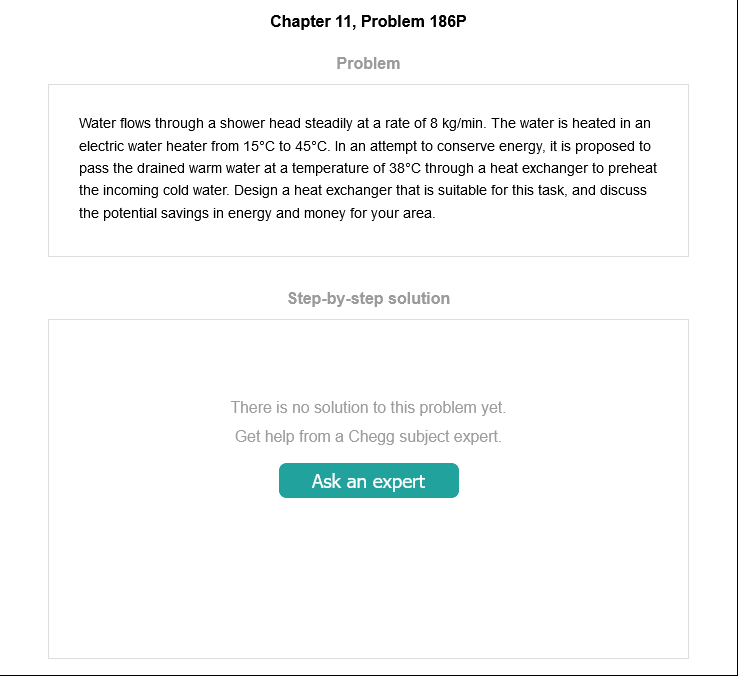 Chapter 11, Problem 186P
Problem
Water flows through a shower head steadily at a rate of 8 kg/min. The water is heated in an
electric water heater from 15°C to 45°C. In an attempt to conserve energy, it is proposed to
pass the drained warm water at a temperature of 38°C through a heat exchanger to preheat
the incoming cold water. Design a heat exchanger that is suitable for this task, and discuss
the potential savings in energy and money for your area.
Step-by-step solution
There is no solution to this problem yet.
Get help from a Chegg subject expert.
Ask an expert